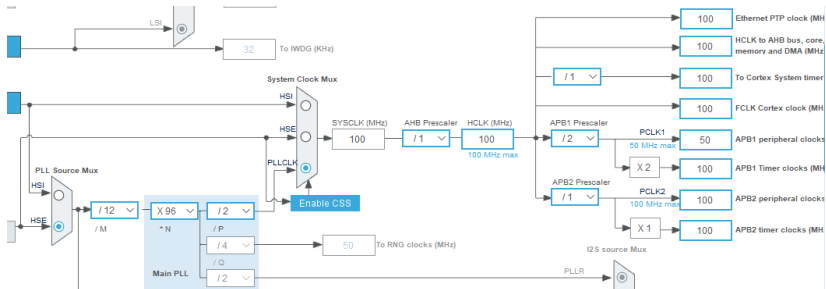 LSI
32
To IWDG (KHz)
System Clock Mux
HSI
HSE
PLLCLK
SYSCLK (MHz)
100
AHB Prescaler
/ 1
HCLK (MHz)
100
100 MHz max
Enable CSS
PLL Source Mux
HSI
HSE
/ 12
/ M
X 96
* N
/ 2
/ P
/ 4
/ Q
/ 2
Main PLL
50
To RNG clocks (MHz)
PLLR
I2S source Mux
100
Ethernet PTP clock (MH
100
HCLK to AHB bus, core,
memory and DMA (MHz
/ 1
100
To Cortex System timer
100
FCLK Cortex clock (MH
APB1 Prescaler
/ 2
PCLK1
50 MHz max
50
APB1 peripheral clocks
X 2
100
APB1 Timer clocks (MH
APB2 Prescaler
/ 1
PCLK2
100 MHz max
100
APB2 peripheral clocks
X 1
100
APB2 timer clocks (MH